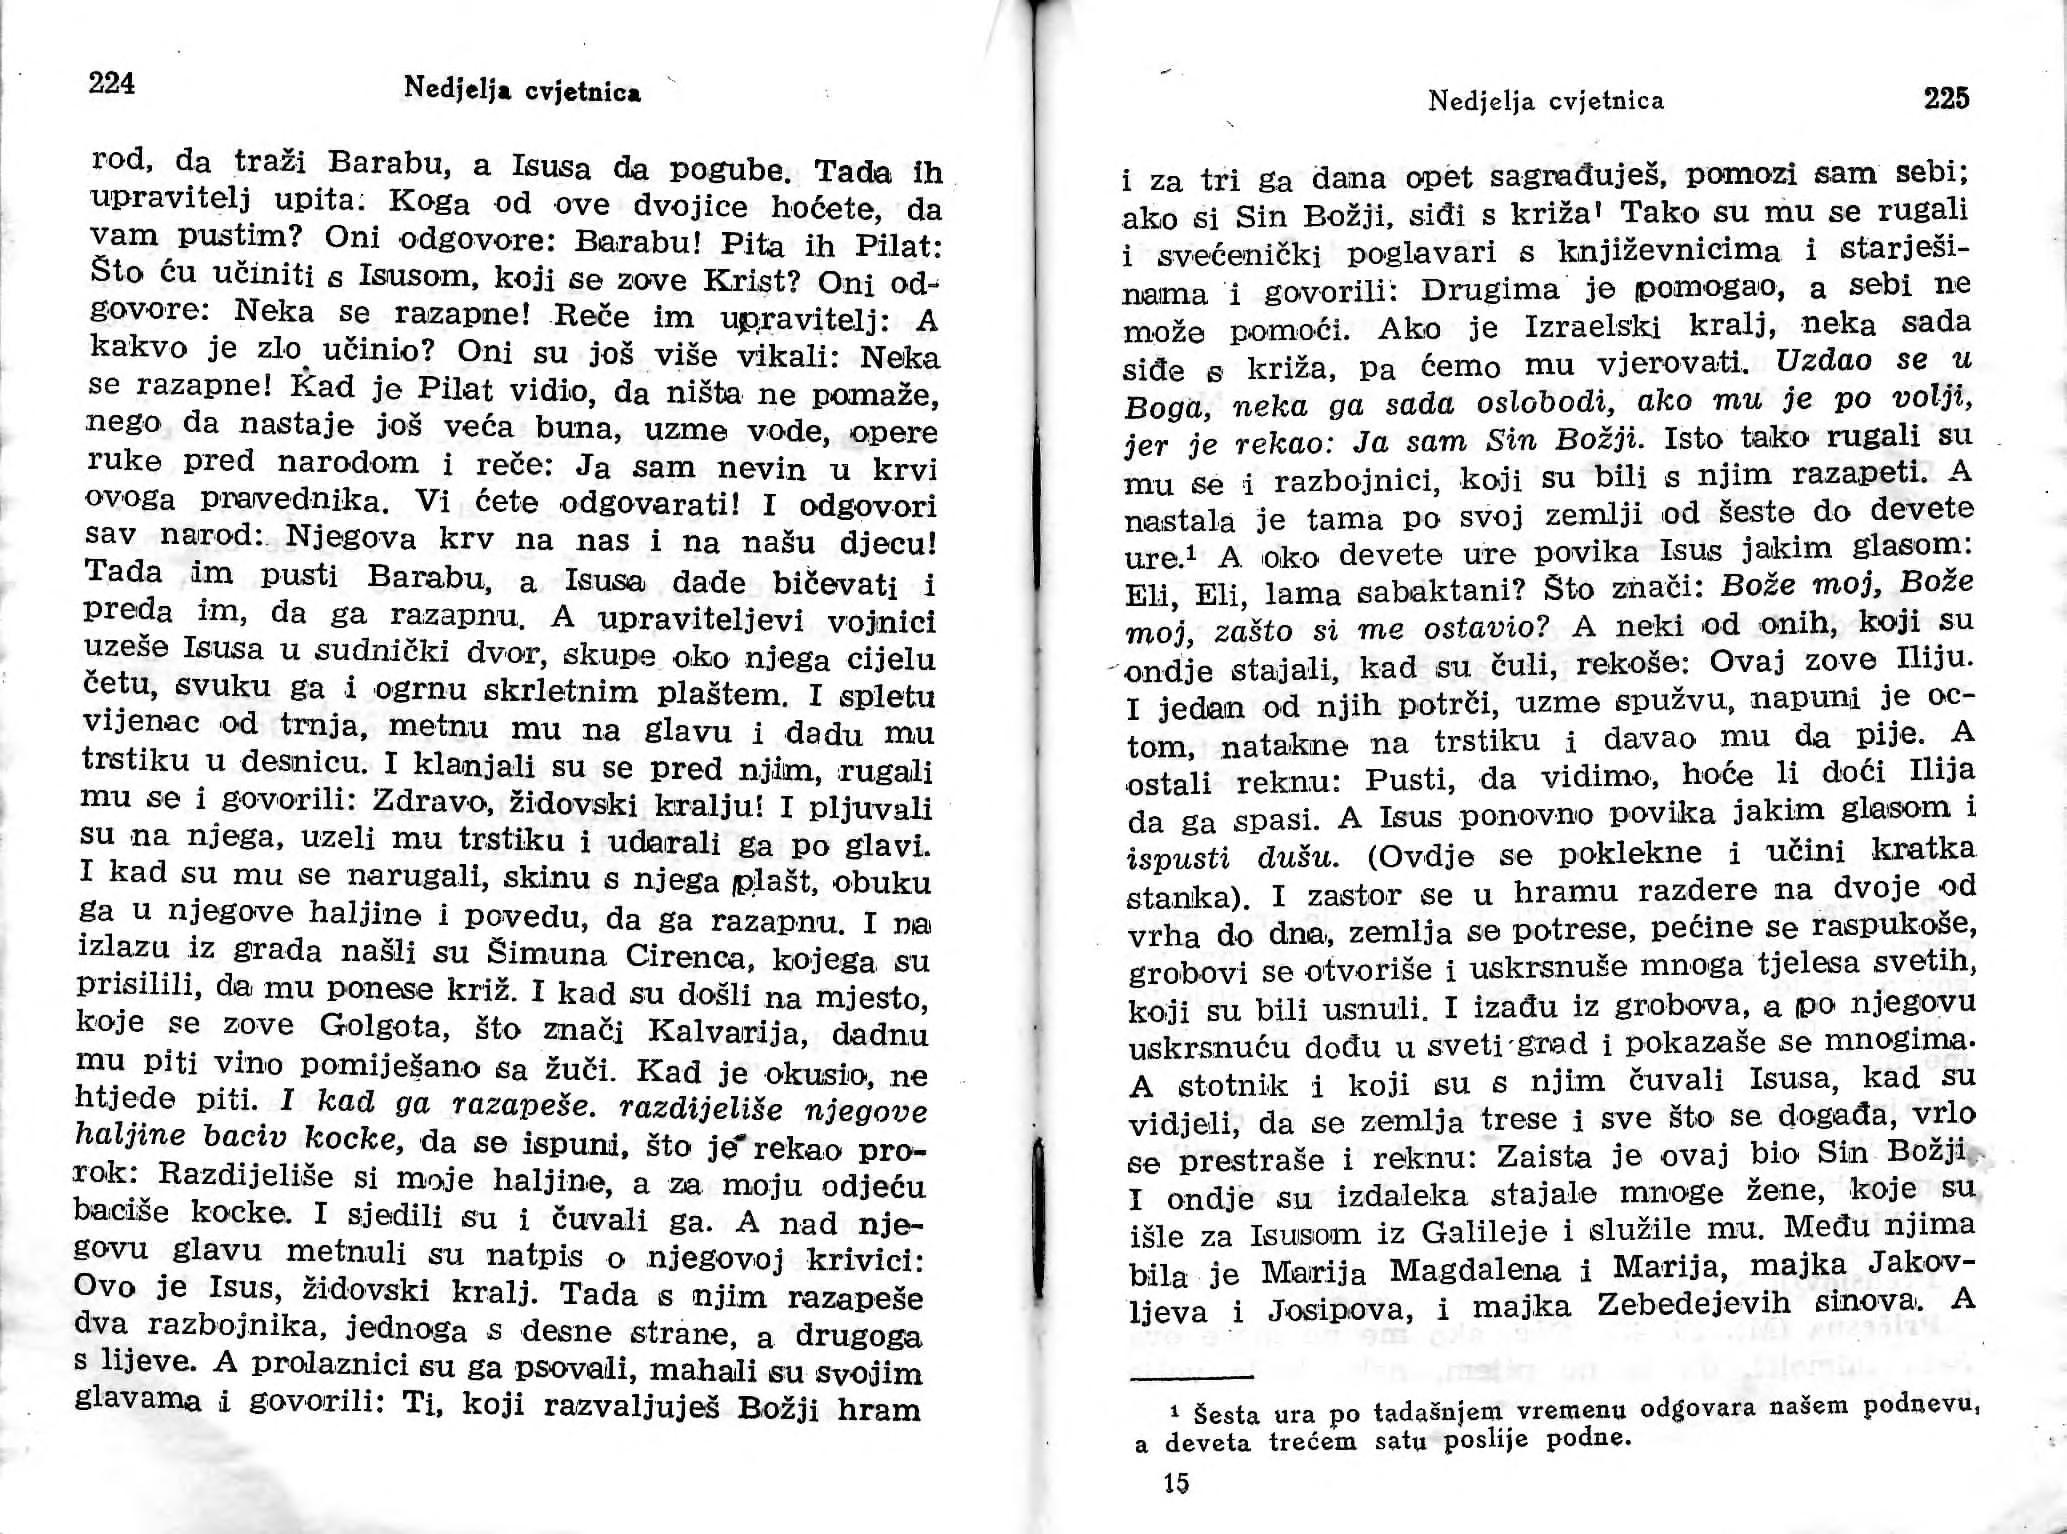 224
Nedjelja cvjetnica
rod, da traži Barabu, a Isusa da pogube. Tada ih
upravitelj upita: Koga od ove dvojice hoćete, da
vam pustim? Oni odgovore: Barabu! Pita ih Pilat:
Što ću učiniti s Isusom, koji se zove Krist? Oni od-
govore: Neka se razapne! Reče im upravitelj: A
kakvo je zlo učinio? Oni su još više vikali: Neka
se razapne! Kad je Pilat vidio, da ništa ne pomaže,
nego da nastaje još veća buna, uzme vode, opere
ruke pred narodom i reče: Ja sam nevin u krvi
ovoga pravednika. Vi ćete odgovarati! I odgovori
sav narod: Njegova krv na nas i na našu djecu!
Tada im pusti Barabu, a Isusa dade bičevati i
preda im, da ga razapnu. A upraviteljevi vojnici
uzeše Isusa u sudnički dvor, skupe oko njega cijelu
četu, svuku ga i ogrnu skrletnim plaštem. I spletu
vijenac od trnja, metnu mu na glavu i dadu mu
trstiku u desnicu. I klanjali su se pred njim, rugali
mu se i govorili: Zdravo, židovski kralju! I pljuvali
su na njega, uzeli mu trstiku i udarali ga po glavi.
I kad su mu se narugali, skinu s njega plašt, obuku
ga u njegove haljine i povedu, da ga razapnu. I na
izlazu iz grada našli su Šimuna Cirenca, kojega su
prisilili, da mu ponese križ. I kad su došli na mjesto,
koje se zove Golgota, što znači Kalvarija, dadnu
mu piti vino pomiješano sa žuči. Kad je okusio, ne
htjede piti. I kad ga razapeše. razdijeliše njegove
haljine baciv kocke, da se ispuni, što je rekao pro-
rok: Razdijeliše si moje haljine, a za moju odjeću
baciše kocke. I sjedili su i čuvali ga. A nad nje-
govu glavu metnuli su natpis o njegovoj krivici:
Ovo je Isus, židovski kralj. Tada s njim razapeše
dva razbojnika, jednoga s desne strane, a drugoga
s lijeve. A prolaznici su ga psovali, mahali su svojim
glavama i govorili: Ti, koji razvaljuješ Božji hram
Nedjelja cvjetnica
225
i za tri ga dana opet sagrađuješ, pomozi sam sebi;
ako si Sin Božji, siđi s križa! Tako su mu se rugali
i svećenički poglavari s književnicima i starješi-
nama i govorili: Drugima je pomogao, a sebi ne
može pomoći. Ako je Izraelski kralj, neka sada
siđe s križa, pa ćemo mu vjerovati. Uzdao se u
Boga, neka ga sada oslobodi, ako mu je po volji,
jer je rekao: Ja sam Sin Božji. Isto tako rugali su
mu se i razbojnici, koji su bili s njim razapeti. A
nastala je tama po svoj zemlji od šeste do devete
ure.¹ A oko devete ure povika Isus jakim glasom:
Eli, Eli, lama sabaktani? Što znači: Bože moj, Bože
moj, zašto si me ostavio? A neki od onih, koji su
ondje stajali, kad su čuli, rekoše: Ovaj zove Iliju.
I jedan od njih potrči, uzme spužvu, napuni je oc-
tom, natakne na trstiku i davao mu da pije. A
ostali reknu: Pusti, da vidimo, hoće li doći Ilija
da ga spasi. A Isus ponovno povika jakim glasom i
ispusti dušu. (Ovdje se poklekne i učini kratka
stanka). I zastor se u hramu razdere na dvoje od
vrha do dna, zemlja se potrese, pećine se raspukoše,
grobovi se otvoriše i uskrsnuše mnoga tjelesa svetih,
koji su bili usnuli. I izađu iz grobova, a po njegovu
uskrsnuću dođu u sveti grad i pokazaše se mnogima.
A stotnik i koji su s njim čuvali Isusa, kad su
vidjeli, da se zemlja trese i sve što se događa, vrlo
se prestraše i reknu: Zaista je ovaj bio Sin Božji.
I ondje su izdaleka stajale mnoge žene, koje su
išle za Isusom iz Galileje i služile mu. Među njima
bila je Marija Magdalena i Marija, majka Jakov-
ljeva i Josipova, i majka Zebedejevih sinova. A
¹ Šesta ura po tadašnjem vremenu odgovara našem podnevu,
a deveta trećem satu poslije podne.
15